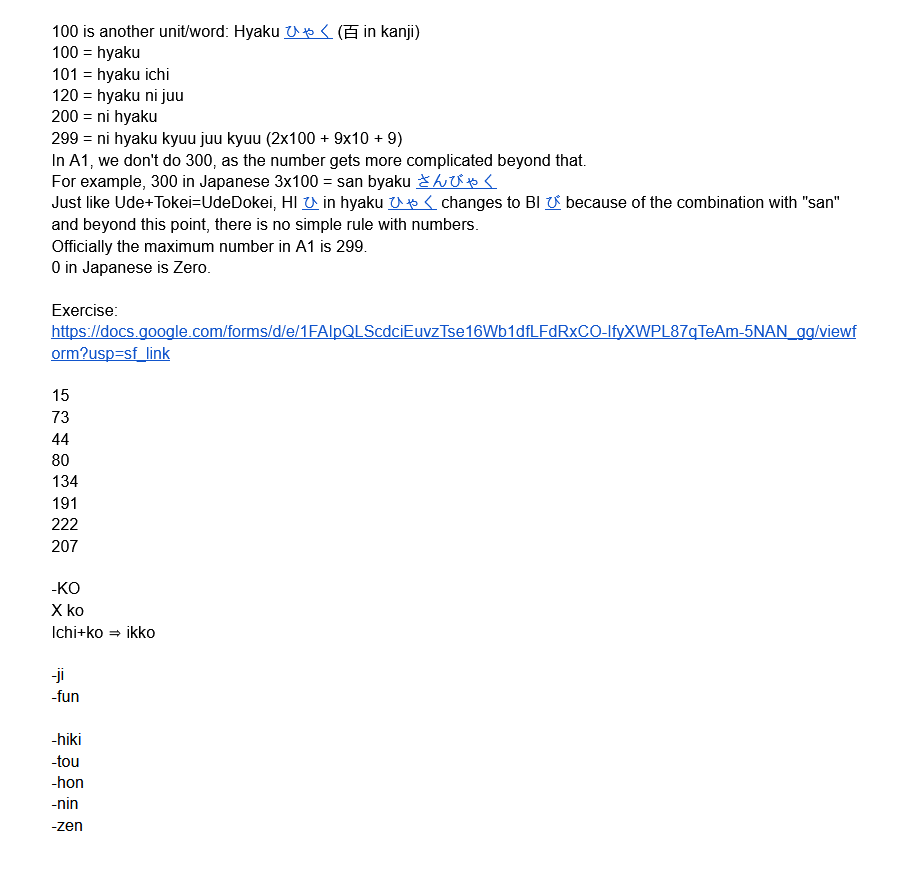 100 is another unit/word: Hyaku ひゃく (百 in kanji)
100 = hyaku
101 = hyaku ichi
120 = hyaku ni juu
200 = ni hyaku
299 = ni hyaku kyuu juu kyuu (2x100 + 9x10 + 9)
In A1, we don't do 300, as the number gets more complicated beyond that.
For example, 300 in Japanese 3x100 = san byaku さんびゃく
Just like Ude+Tokei=UdeDokei, HI ひ in hyaku ひゃく changes to BI び because of the combination with "san"
and beyond this point, there is no simple rule with numbers.
Officially the maximum number in A1 is 299.
0 in Japanese is Zero.
Exercise:
https://docs.google.com/forms/d/e/1FAIpQLScdciEuvzTse16Wb1dfLFdRxCO-IfyXWPL87qTeAm-5NAN_gg/viewf
orm?usp=sf_link
15
73
44
80
134
191
222
207
-KO
X ko
Ichi+ko ⇒ ikko
-ji
-fun
-hiki
-tou
-hon
-nin
-zen